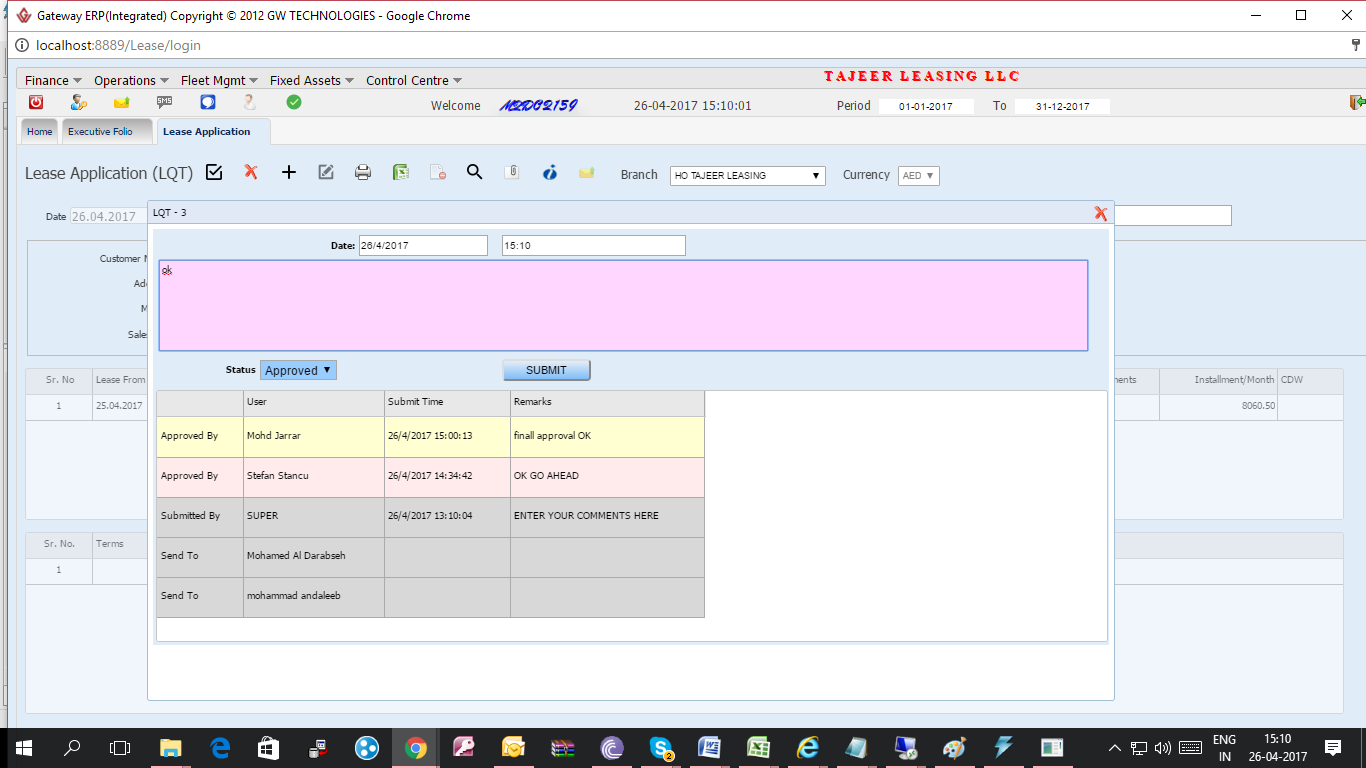 Gateway ERP(Integrated) Copyright © 2012 GW TECHNOLOGIES - Google Chrome
localhost:8889/Lease/login
Finance Operations Fleet Mgmt Fixed Assets Control Centre TAJEER LEASING LLC
SMS Welcome 26-04-2017 15:10:01 Period 01-01-2017 To 31-12-2017
Home Executive Folio Lease Application
Lease Application (LQT) Branch HO TAJEER LEASING Currency AED
Date 26.04.2017
LQT - 3
Date: 26/4/2017 15:10
Customer
ok
Sales
Status Approved SUBMIT
Sr. No Lease From Installment/Month CDW
1 25.04.2017 8060.50
User Submit Time Remarks
Approved By Mohd Jarrar 26/4/2017 15:00:13 finall approval OK
Approved By Stefan Stancu 26/4/2017 14:34:42 OK GO AHEAD
Submitted By SUPER 26/4/2017 13:10:04 ENTER YOUR COMMENTS HERE
Sr. No. Terms
Send To Mohamed Al Darabseh
1
Send To mohammad andaleeb
2
ENG 15:10
IN 26-04-2017